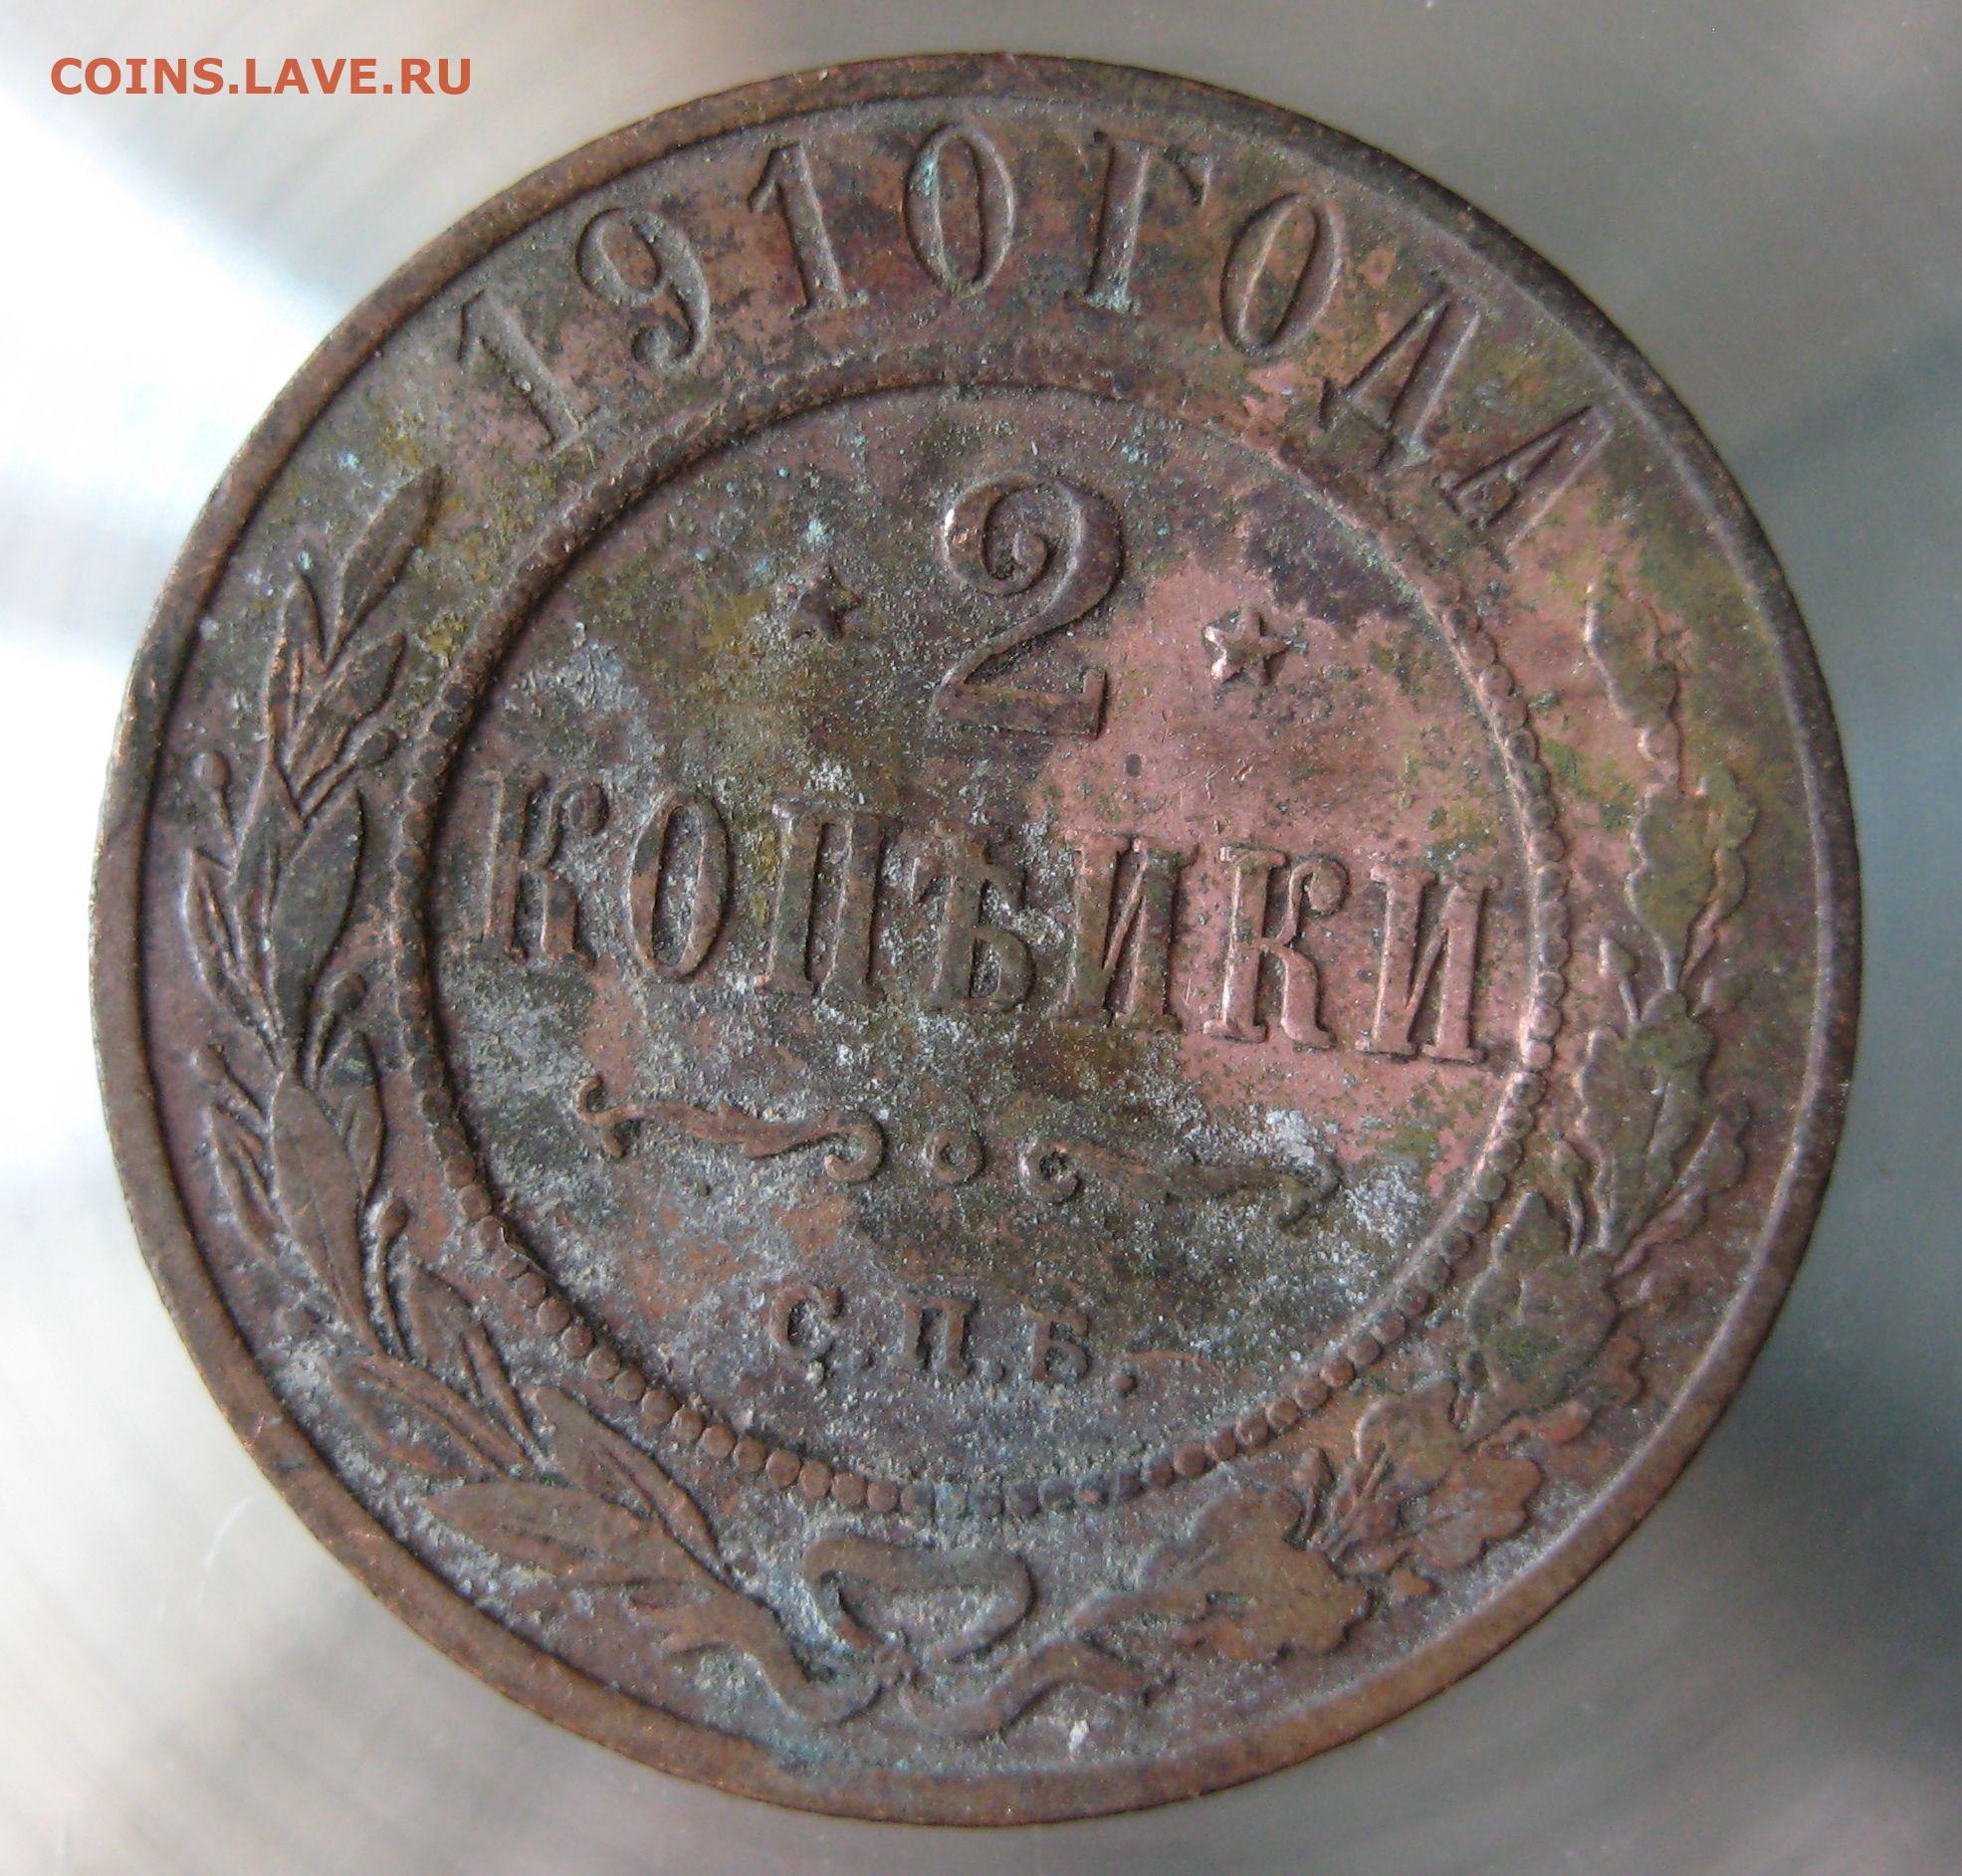 COINS.LAVE.RU
1910 ГОДА
2
КОПѢЙКИ
С.П.Б.